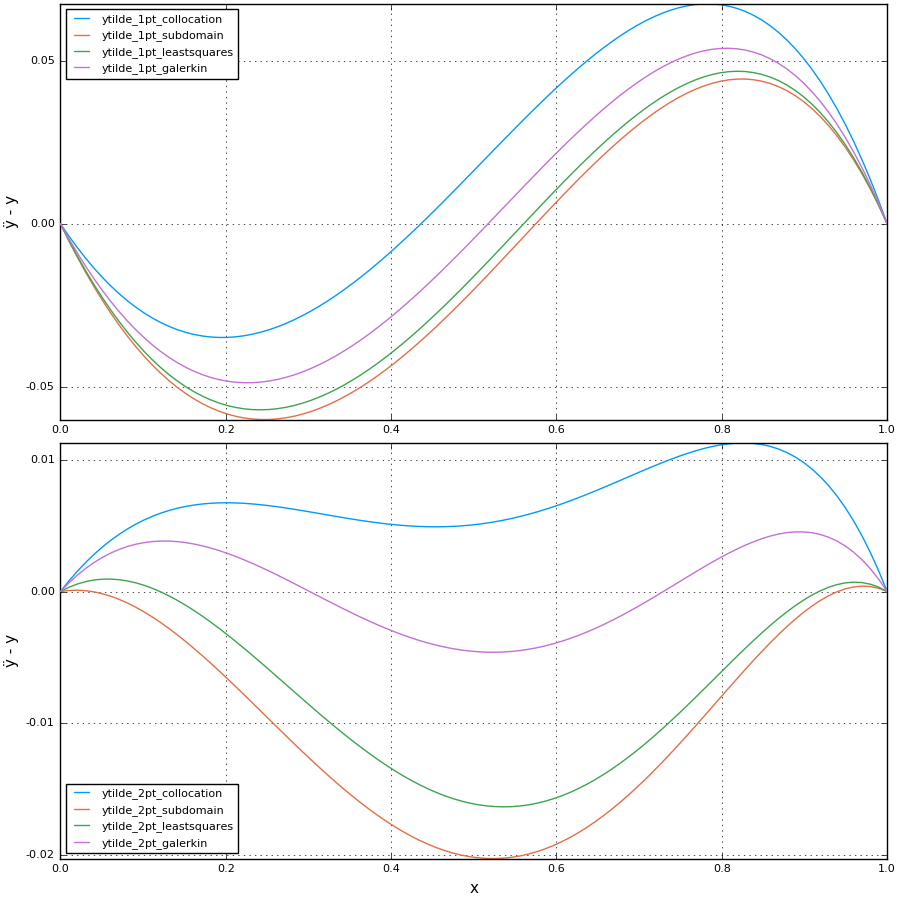 ytilde_1pt_collocation
ytilde_1pt_subdomain
ytilde_1pt_leastsquares
ytilde_1pt_galerkin
0.05
0.00
-0.05
ÿ - y
0.0 0.2 0.4 0.6 0.8 1.0
0.01
0.00
-0.01
-0.02
ÿ - y
ytilde_2pt_collocation
ytilde_2pt_subdomain
ytilde_2pt_leastsquares
ytilde_2pt_galerkin
0.0 0.2 0.4 0.6 0.8 1.0
x